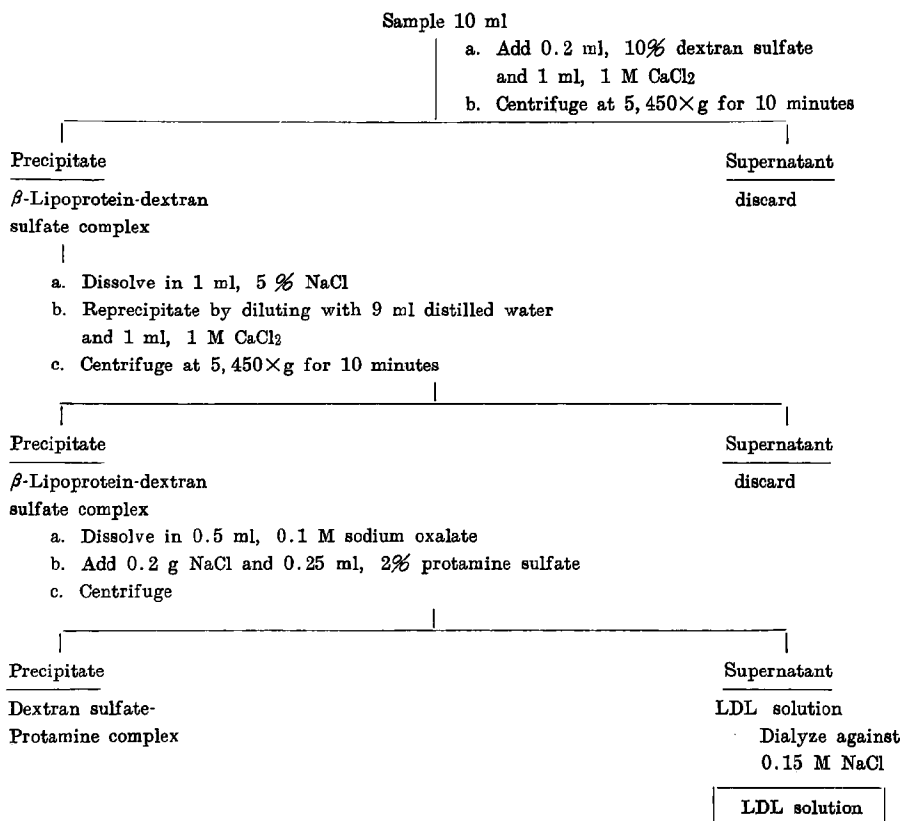 Sample 10 ml
a. Add 0.2 ml, 10% dextran sulfate
and 1 ml, 1 M CaCl₂
b. Centrifuge at 5,450×g for 10 minutes
Precipitate
Supernatant
β-Lipoprotein-dextran
sulfate complex
discard
a. Dissolve in 1 ml, 5 % NaCl
b. Reprecipitate by diluting with 9 ml distilled water
and 1 ml, 1 M CaCl₂
c. Centrifuge at 5,450×g for 10 minutes
Precipitate
Supernatant
β-Lipoprotein-dextran
sulfate complex
discard
a. Dissolve in 0.5 ml, 0.1 M sodium oxalate
b. Add 0.2 g NaCl and 0.25 ml, 2% protamine sulfate
c. Centrifuge
Precipitate
Supernatant
Dextran sulfate-
Protamine complex
LDL solution
Dialyze against
0.15 M NaCl
LDL solution